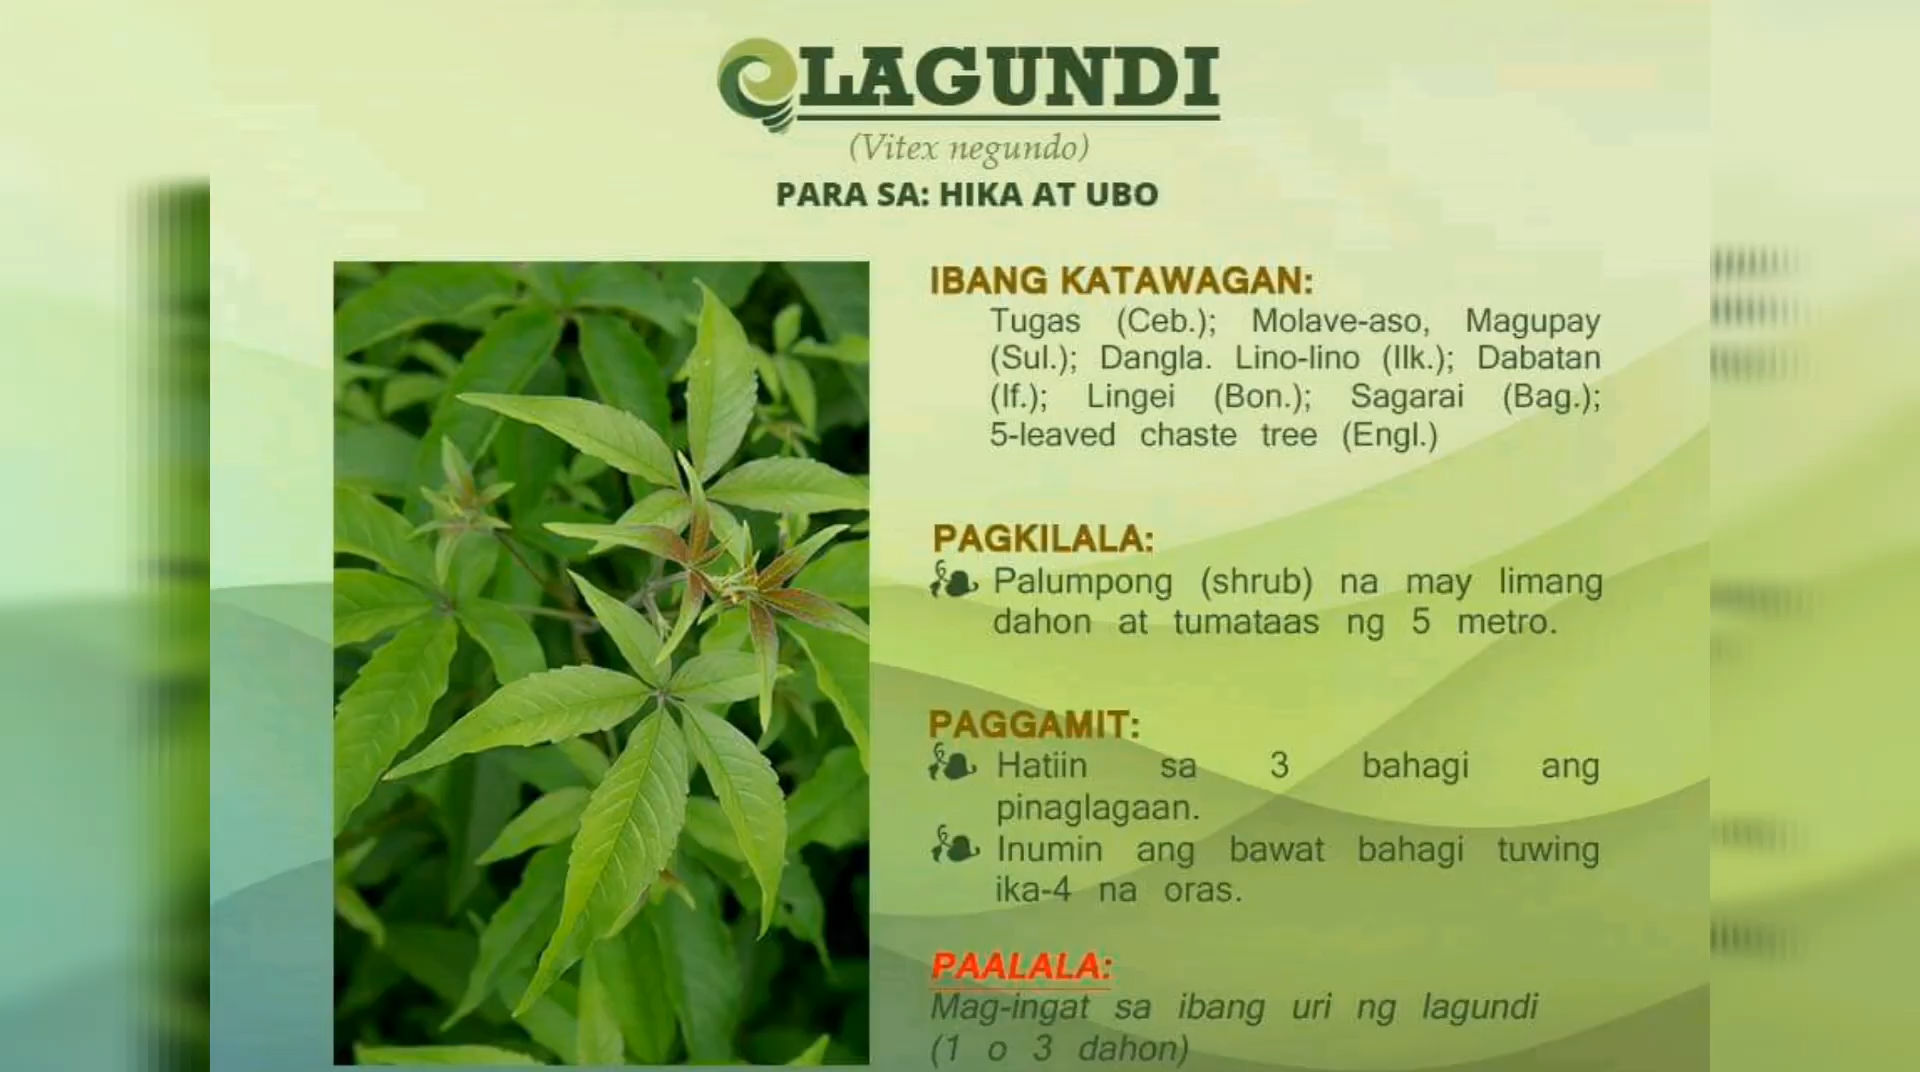 LAGUNDI
(Vitex negundo)
PARA SA: HIKA AT UBO
IBANG KATAWAGAN:
Tugas (Ceb.); Molave-aso, Magupay
(Sul.); Dangla. Lino-lino (Ilk.); Dabatan
(If.); Lingei (Bon.); Sagarai (Bag.);
5-leaved chaste tree (Engl.)
PAGKILALA:
Palumpong (shrub) na may limang
dahon at tumataas ng 5 metro.
PAGGAMIT:
Hatiin sa 3 bahagi ang
pinaglagaan.
Inumin ang bawat bahagi tuwing
ika-4 na oras.
PAALALA:
Mag-ingat sa ibang uri ng lagundi
(1 o 3 dahon)